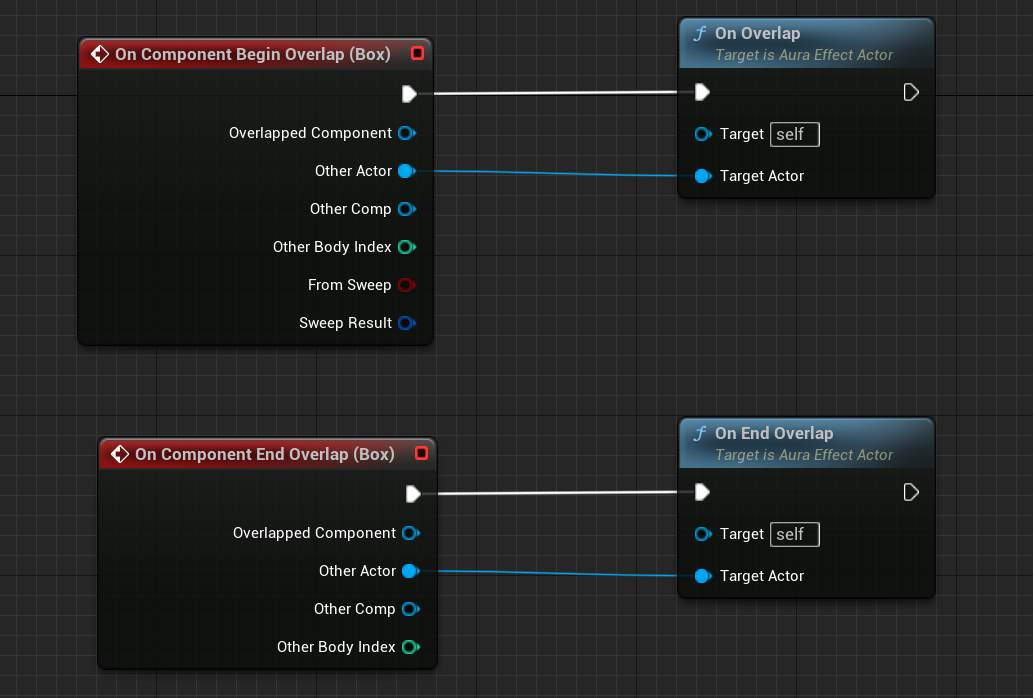 On Component Begin Overlap (Box)
Overlapped Component
Other Actor
Other Comp
Other Body Index
From Sweep
Sweep Result
f On Overlap
Target is Aura Effect Actor
Target self
Target Actor
On Component End Overlap (Box)
Overlapped Component
Other Actor
Other Comp
Other Body Index
f On End Overlap
Target is Aura Effect Actor
Target self
Target Actor